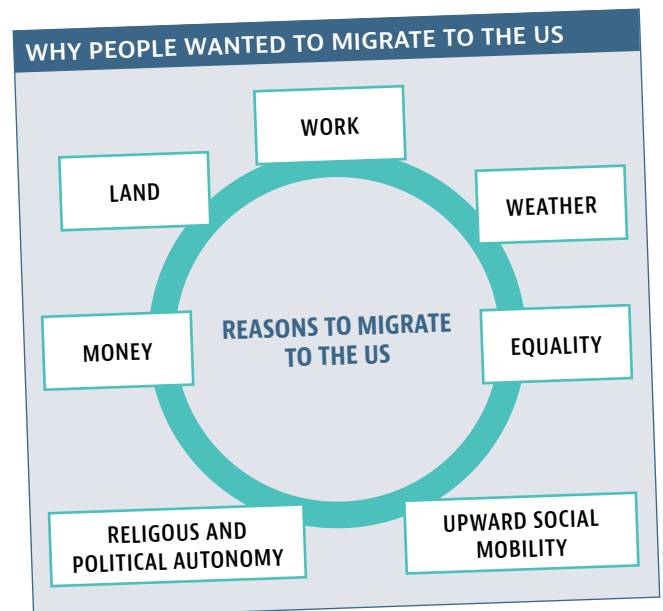 WHY PEOPLE WANTED TO MIGRATE TO THE US
WORK
LAND
WEATHER
REASONS TO MIGRATE
TO THE US
MONEY
EQUALITY
RELIGOUS AND
POLITICAL AUTONOMY
UPWARD SOCIAL
MOBILITY